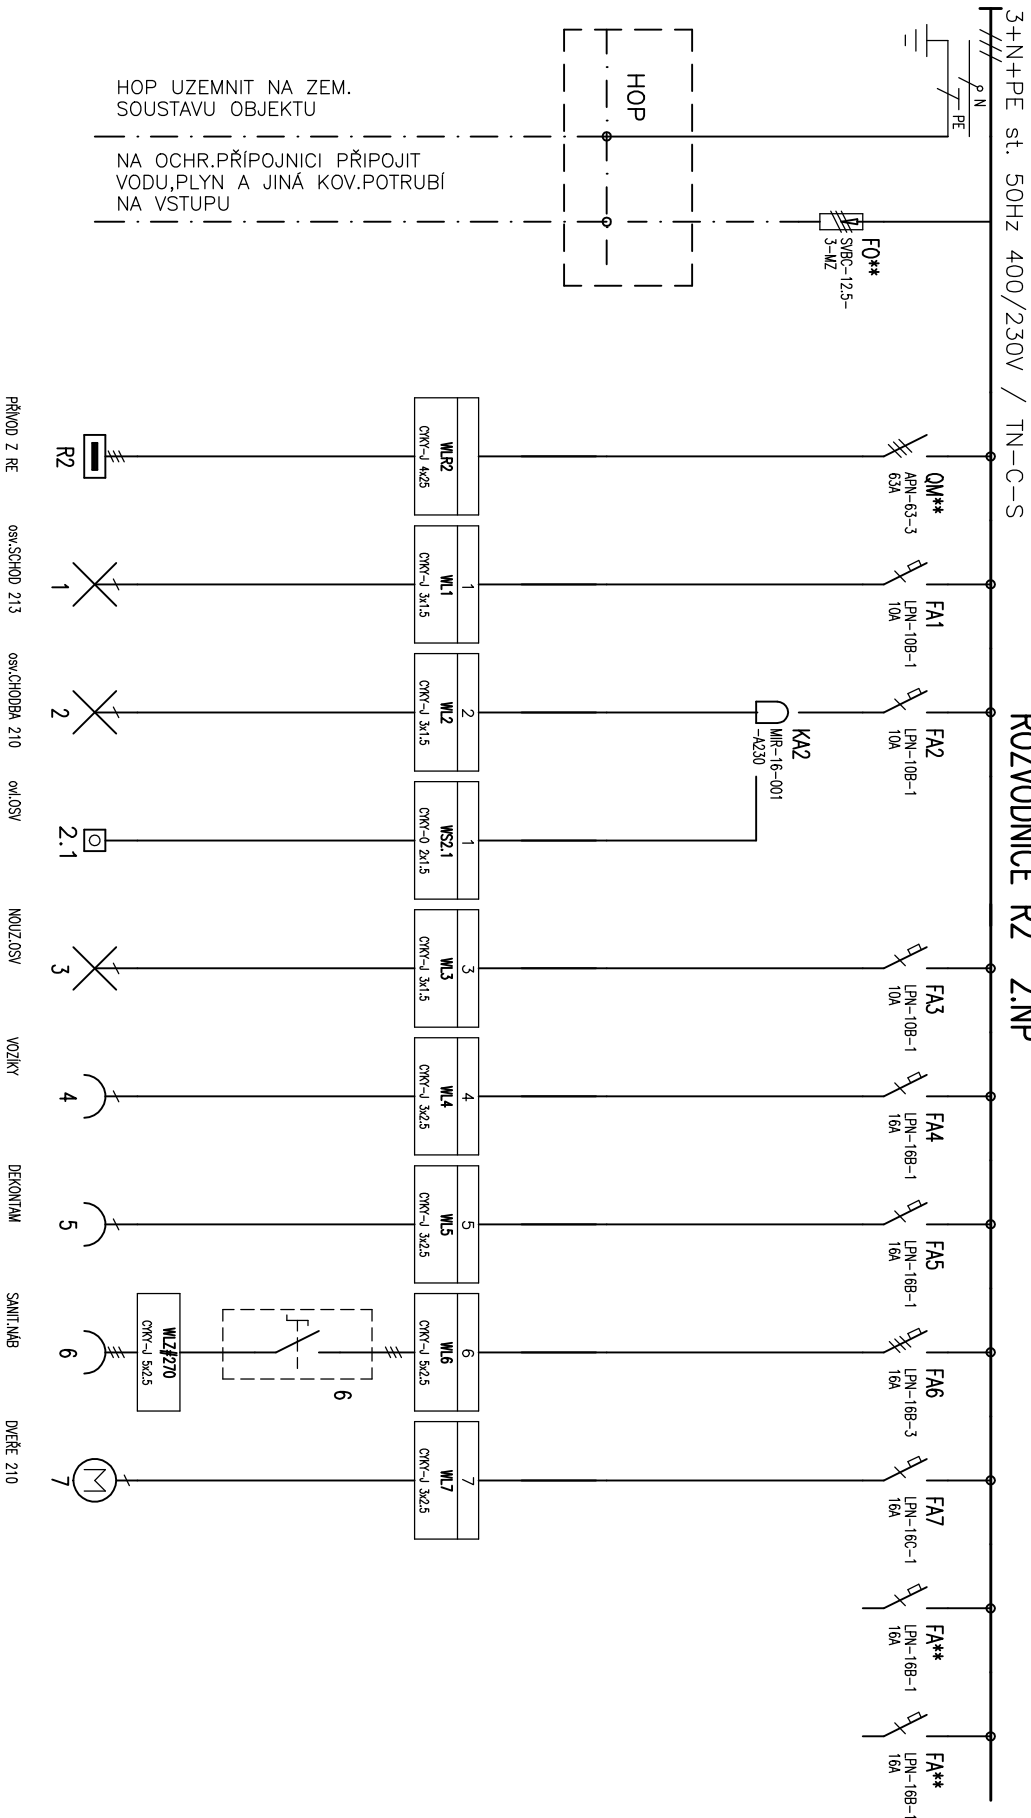 3+N+PE st. 50Hz 400/230V / TN-C-S
ROZVODNICE R2 2.NP
N
PE
HOP
HOP UZEMNIT NA ZEM.
SOUSTAVU OBJEKTU
NA OCHR.PŘÍPOJNICI PŘIPOJIT
VODU,PLYN A JINÁ KOV.POTRUBÍ
NA VSTUPU
FO**
SVBC-12.5-
3-MZ
QM**
APN-63-3
63A
WLR2
CYKY-J 4x25
R2
PŘÍVOD Z RE
FA1
LPN-10B-1
10A
1
WL1
CYKY-J 3x1.5
1
osv.SCHOD 213
FA2
LPN-10B-1
10A
KA2
MIR-16-001
-A230
2
WL2
CYKY-J 3x1.5
2
osv.CHODBA 210
1
WS2.1
CYKY-O 2x1.5
2.1
ovl.OSV
FA3
LPN-10B-1
10A
3
WL3
CYKY-J 3x1.5
3
NOUZ.OSV
FA4
LPN-16B-1
16A
4
WL4
CYKY-J 3x2.5
4
VOZÍKY
FA5
LPN-16B-1
16A
5
WL5
CYKY-J 3x2.5
5
DEKONTAM
FA6
LPN-16B-3
16A
6
WL6
CYKY-J 5x2.5
6
WLZ#270
CYKY-J 5x2.5
6
SANIT.NÁB
FA7
LPN-16C-1
16A
7
WL7
CYKY-J 3x2.5
M
7
DVEŘE 210
FA**
LPN-16B-1
16A
FA**
LPN-16B-1
16A